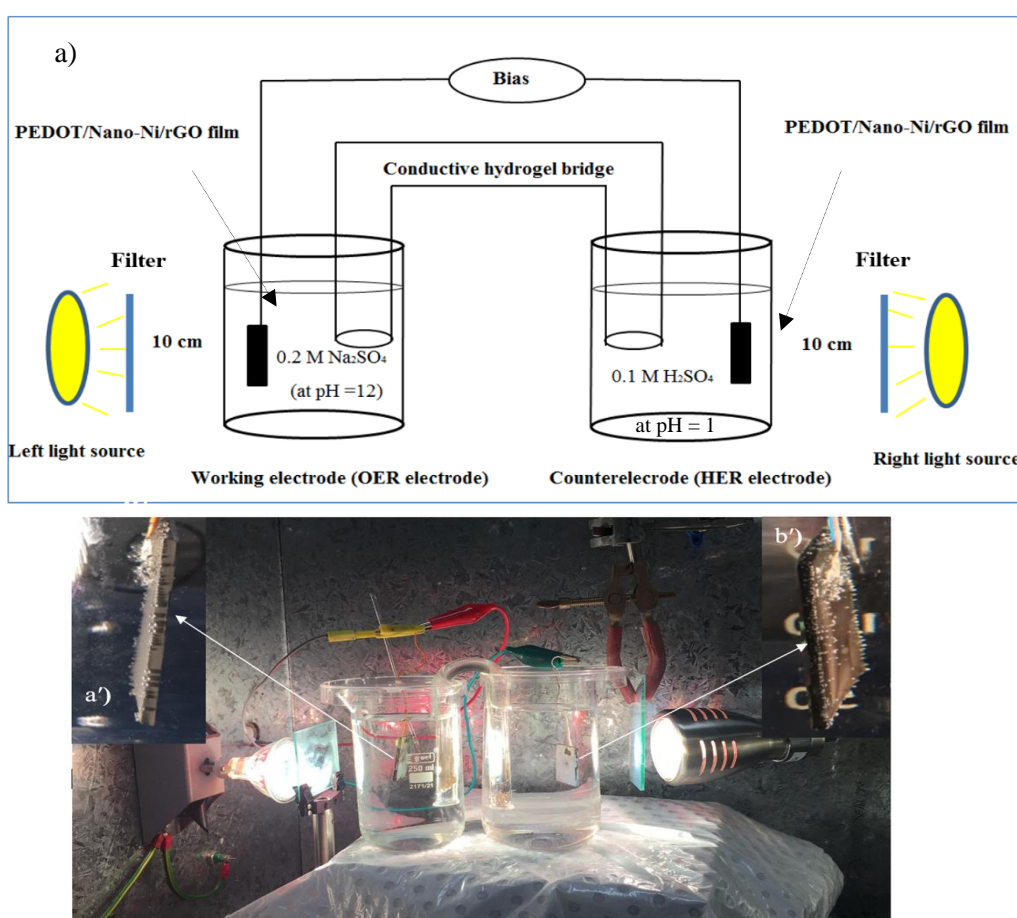 a)
Bias
PEDOT/Nano-Ni/rGO film
PEDOT/Nano-Ni/rGO film
Conductive hydrogel bridge
Filter
Filter
10 cm
10 cm
0.2 M Na₂SO₄
(at pH =12)
0.1 M H₂SO₄
at pH = 1
Left light source
Right light source
Working electrode (OER electrode)
Counterelecrode (HER electrode)
a')
b')
250 ml
2171/21